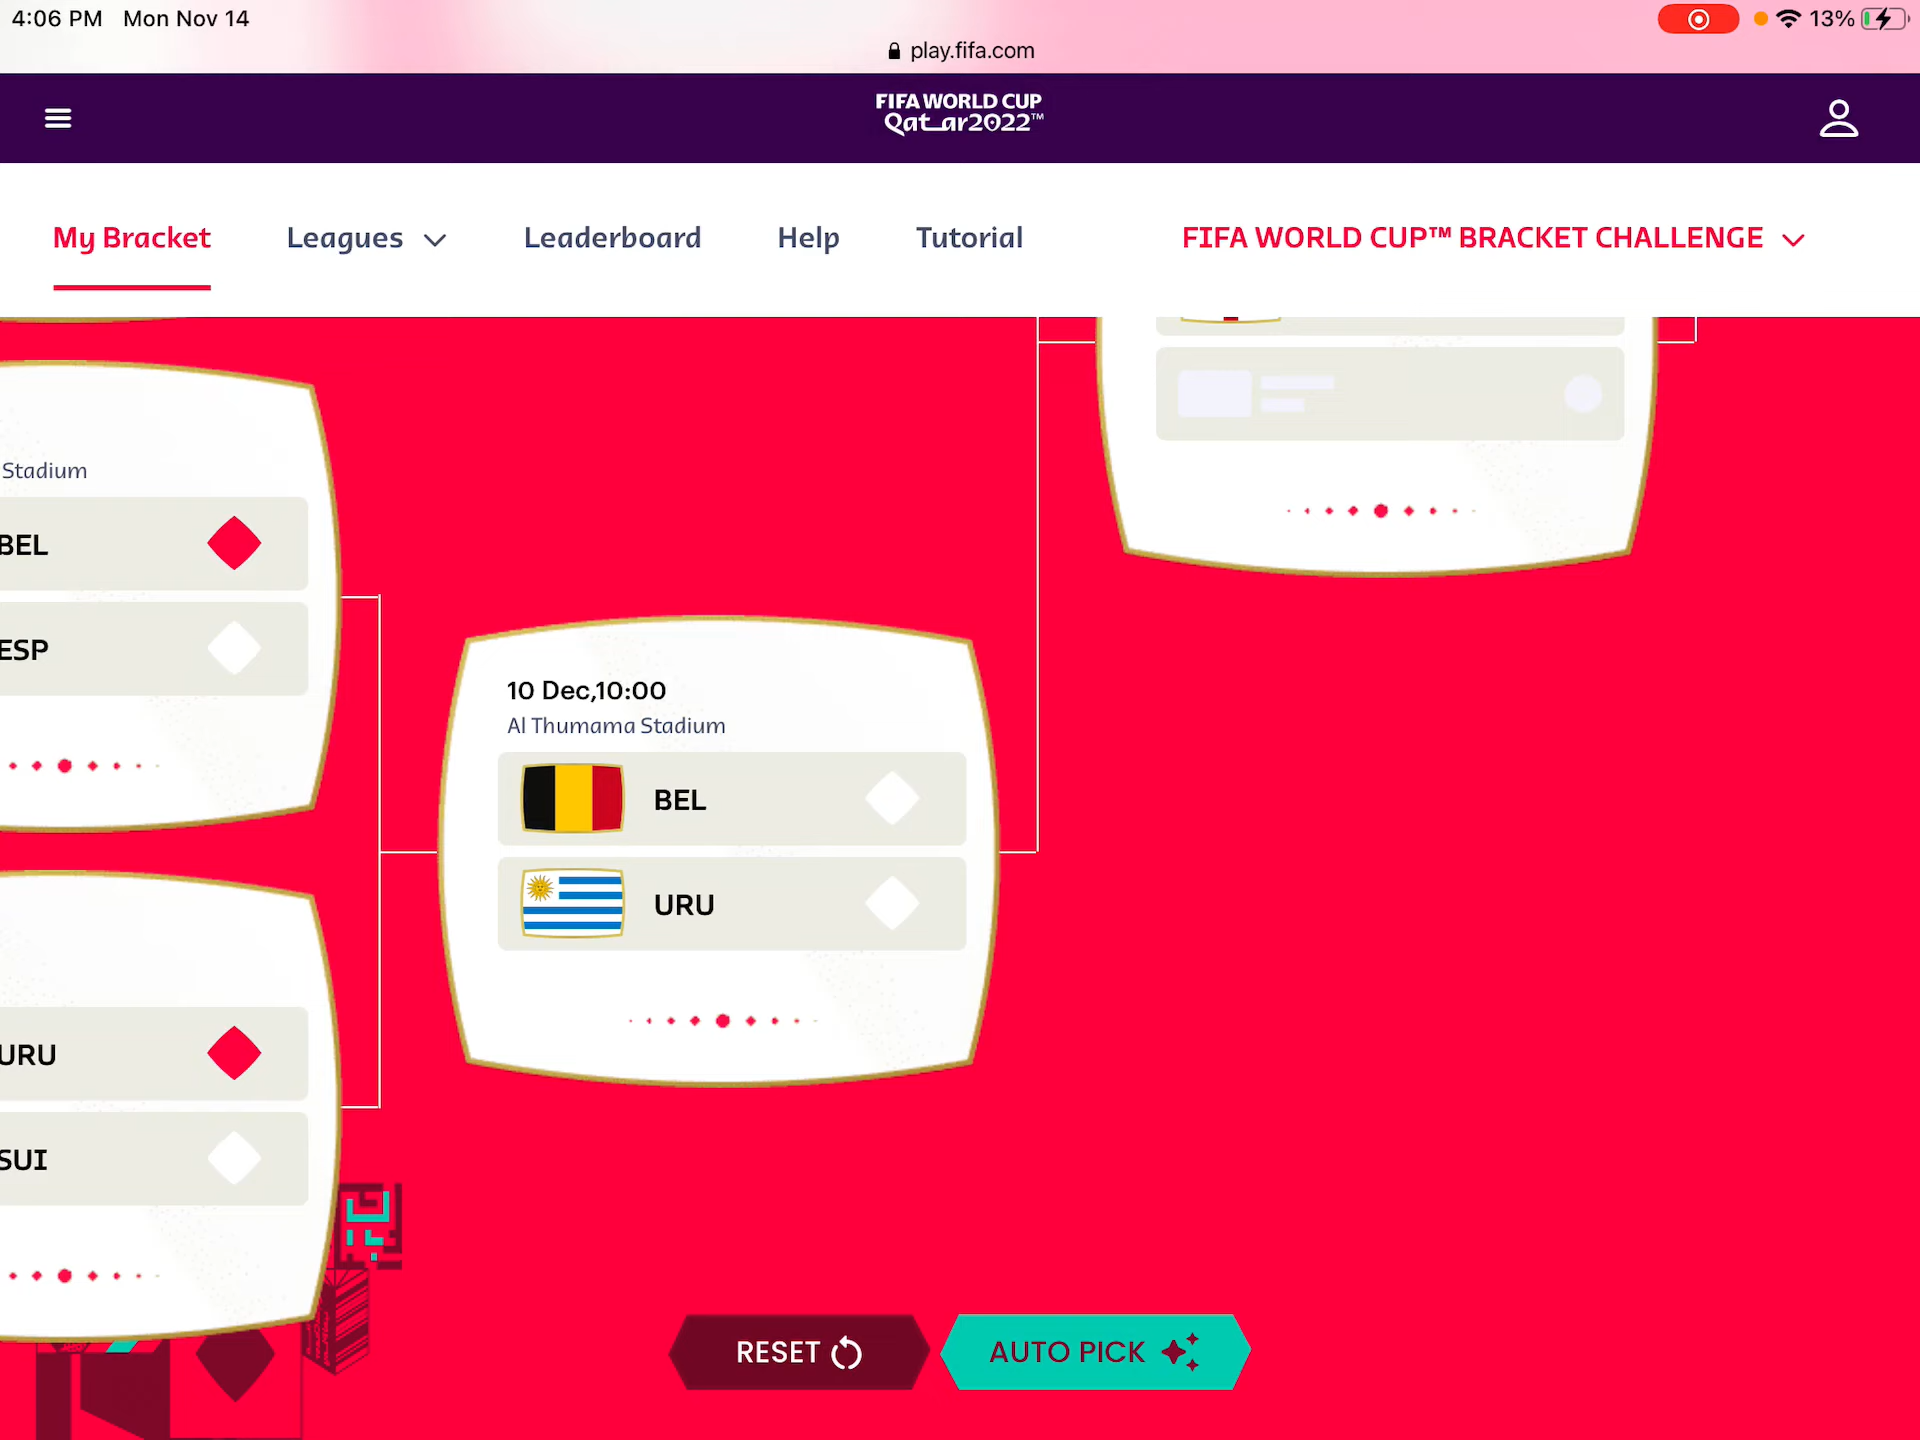 4:06 PM Mon Nov 14
13%
play.fifa.com
FIFA WORLD CUP
Qatar2022™
My Bracket
Leagues
Leaderboard
Help
Tutorial
FIFA WORLD CUP™ BRACKET CHALLENGE
Stadium
BEL
ESP
10 Dec,10:00
Al Thumama Stadium
BEL
URU
URU
SUI
RESET
AUTO PICK